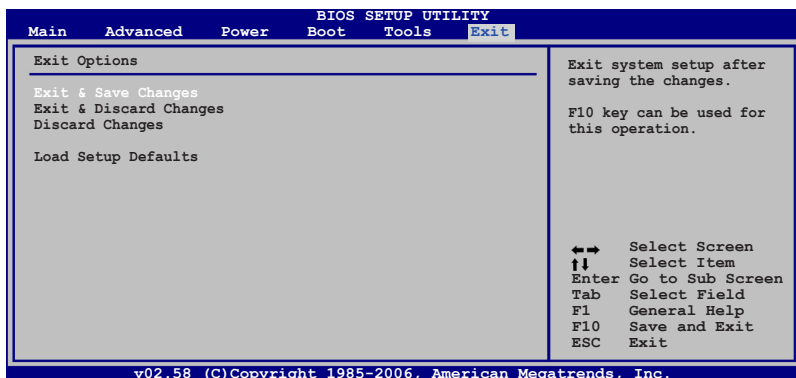 BIOS SETUP UTILITY
Main Advanced Power Boot Tools Exit
Exit Options
Exit & Save Changes
Exit & Discard Changes
Discard Changes
Load Setup Defaults
Exit system setup after
saving the changes.
F10 key can be used for
this operation.
←→ Select Screen
↑↓ Select Item
Enter Go to Sub Screen
Tab Select Field
F1 General Help
F10 Save and Exit
ESC Exit
v02.58 (C)Copyright 1985-2006, American Megatrends, Inc.